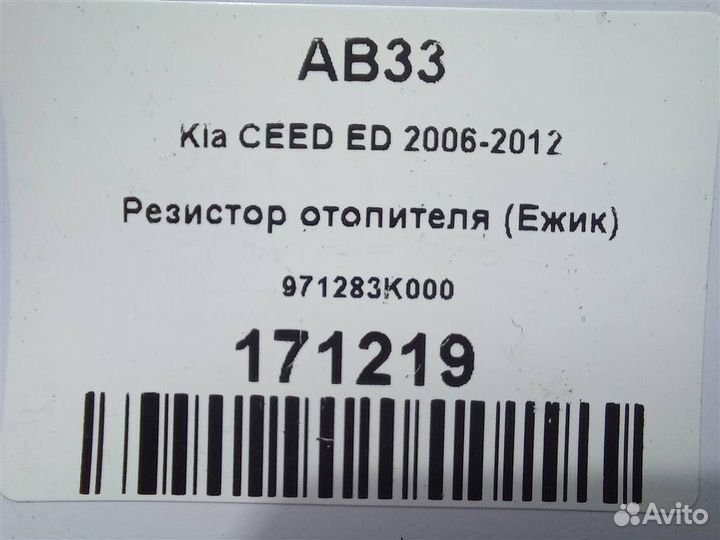 AB33
Kia CEED ED 2006-2012
Резистор отопителя (Ежик)
971283K000
171219
Avito